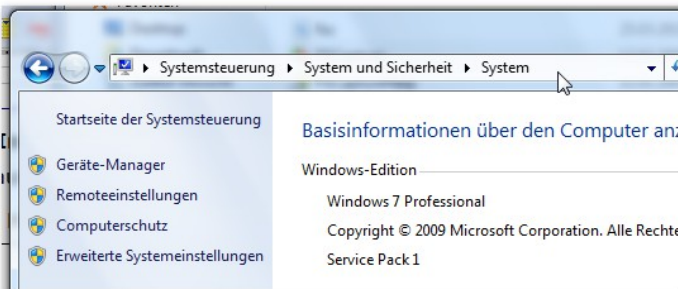 Systemsteuerung System und Sicherheit System
Startseite der Systemsteuerung
Geräte-Manager
Remoteeinstellungen
Computerschutz
Erweiterte Systemeinstellungen
Basisinformationen über den Computer anz
Windows-Edition
Windows 7 Professional
Copyright © 2009 Microsoft Corporation. Alle Rechte
Service Pack 1